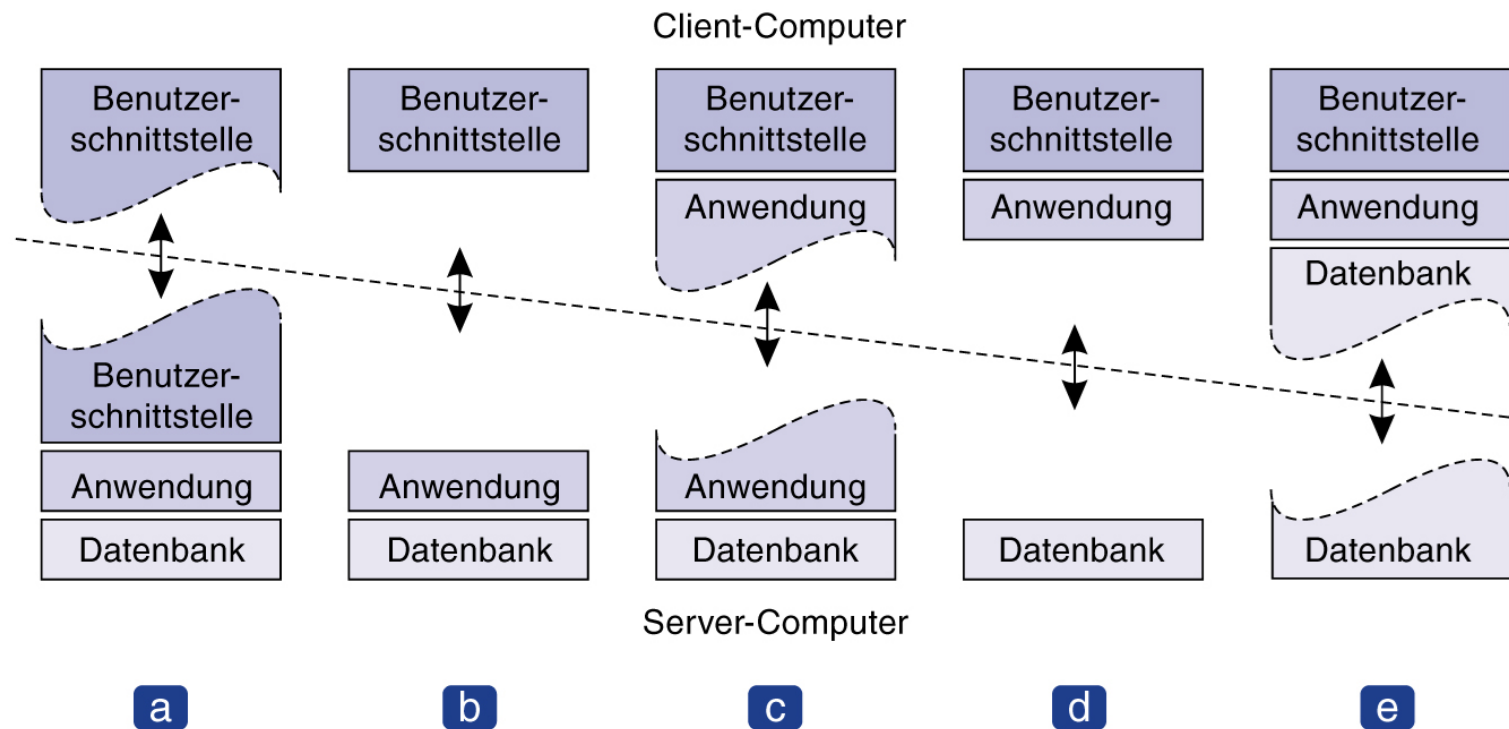 Client-Computer
Benutzer-
schnittstelle
Benutzer-
schnittstelle
Anwendung
Datenbank
Benutzer-
schnittstelle
Anwendung
Datenbank
Benutzer-
schnittstelle
Anwendung
Anwendung
Datenbank
Benutzer-
schnittstelle
Anwendung
Datenbank
Benutzer-
schnittstelle
Anwendung
Datenbank
Datenbank
Server-Computer
a b c d e